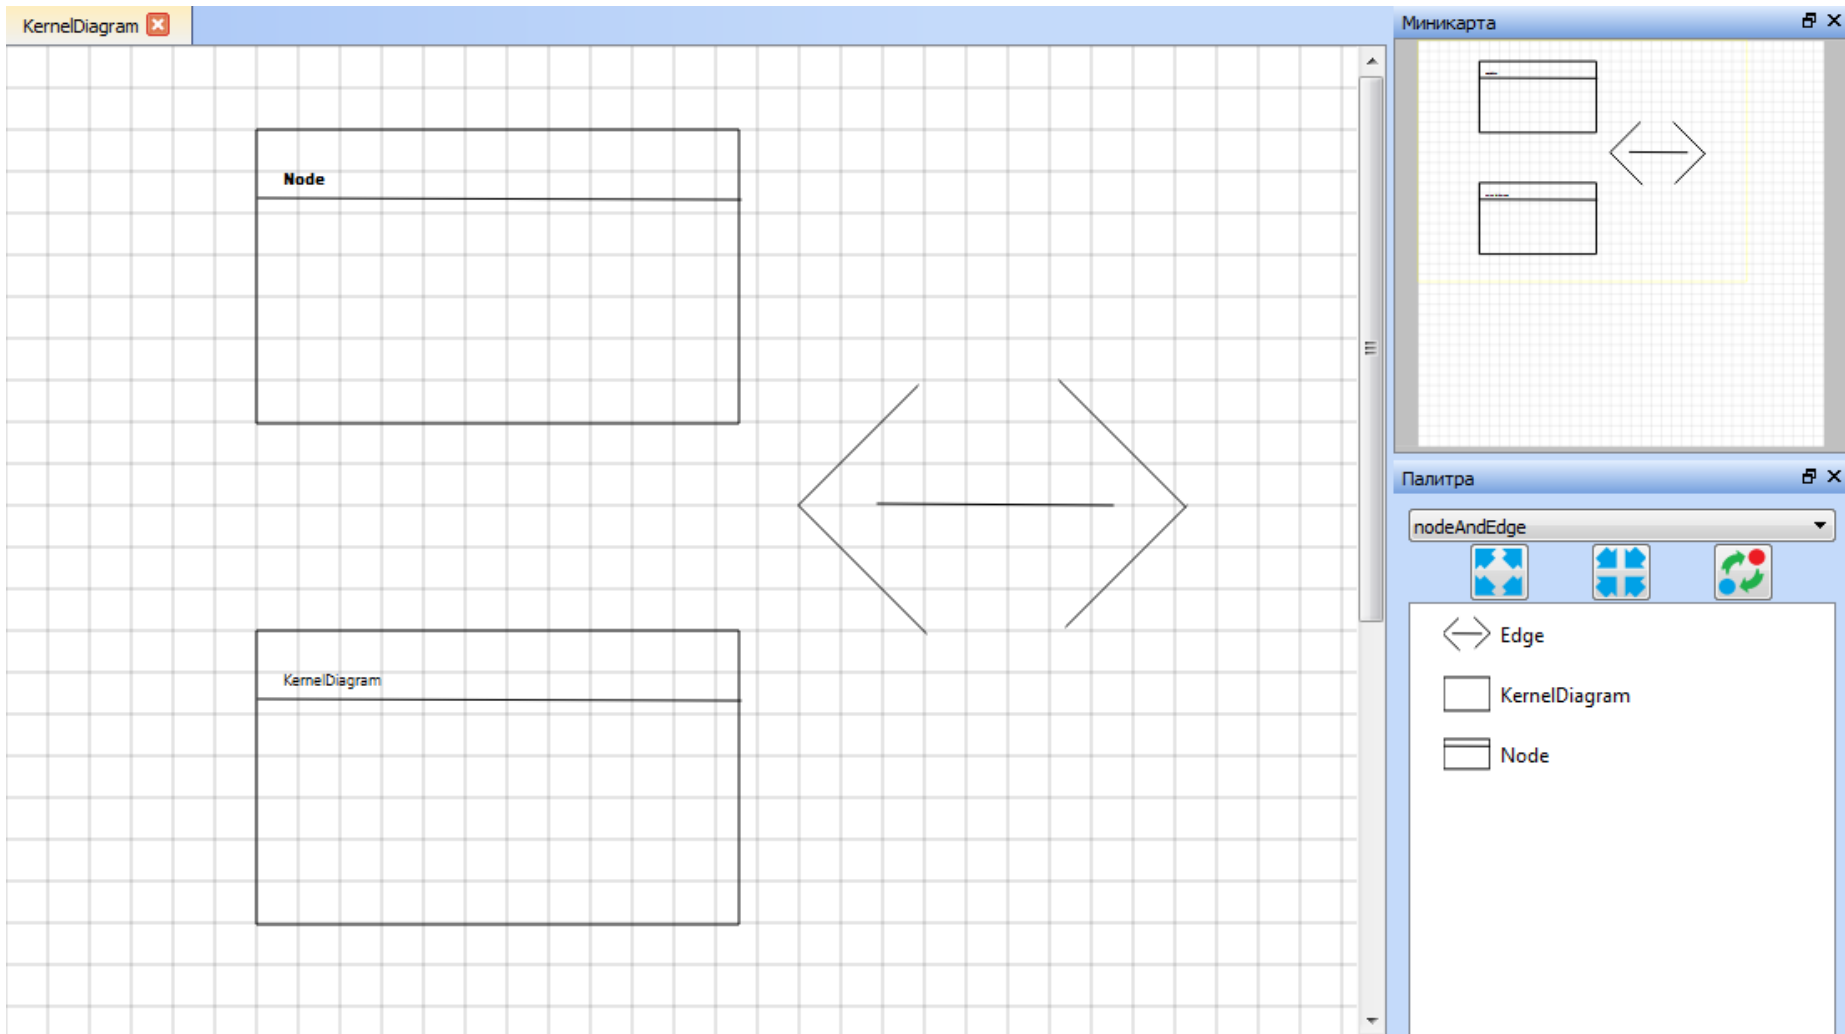 KernelDiagram
Node
KernelDiagram
Миникарта
Палитра
nodeAndEdge
Edge
KernelDiagram
Node